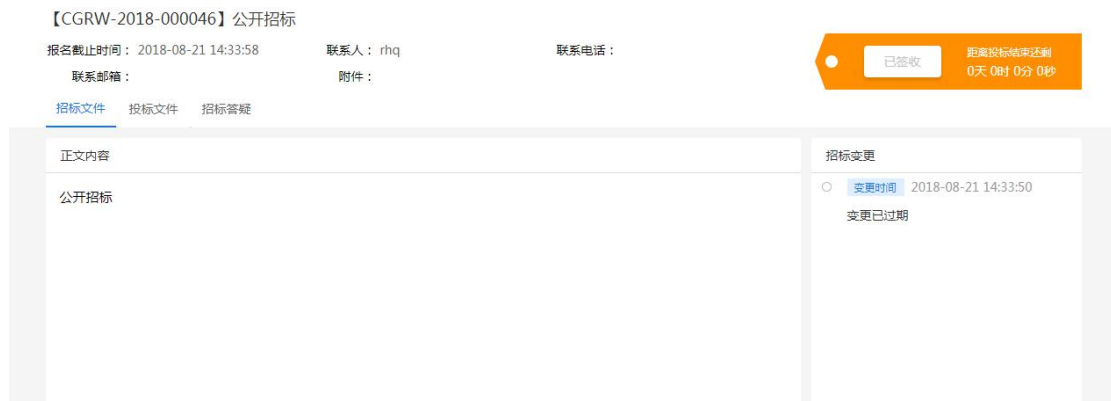 【CGRW-2018-000046】公开招标
报名截止时间： 2018-08-21 14:33:58 联系人： rhq 联系电话：
联系邮箱： 附件：
已签收
距离投标结束还剩
0天 0时 0分 0秒
招标文件 投标文件 招标答疑
正文内容
公开招标
招标变更
变更时间 2018-08-21 14:33:50
变更已过期